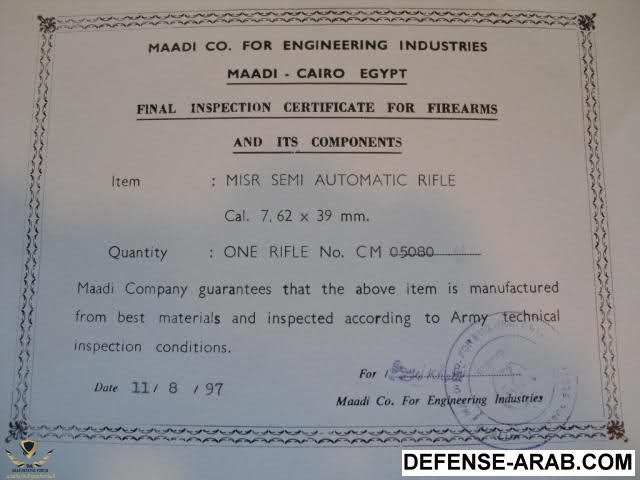 MAADI CO. FOR ENGINEERING INDUSTRIES
MAADI - CAIRO EGYPT
FINAL INSPECTION CERTIFICATE FOR FIREARMS
AND ITS COMPONENTS
Item : MISR SEMI AUTOMATIC RIFLE
Cal. 7,62 x 39 mm.
Quantity : ONE RIFLE No. CM 05080
Maadi Company guarantees that the above item is manufactured
from best materials and inspected according to Army technical
inspection conditions.
For
Date 11 / 8 / 97
Maadi Co. For Engineering Industries
DEFENSE-ARAB.COM